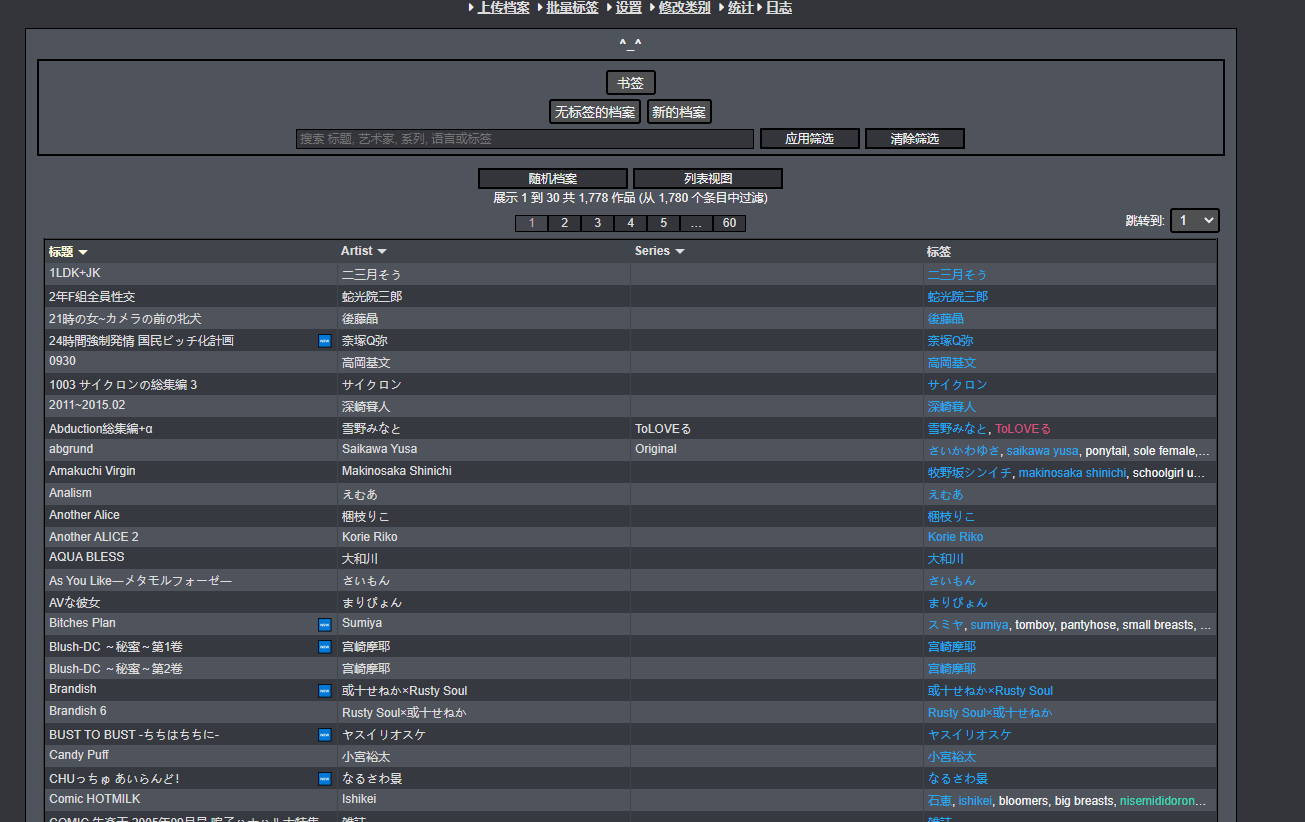 上传档案 批量标签 设置 修改类别 统计 日志
^_^
书签
无标签的档案 新的档案
搜索 标题, 艺术家, 系列, 语言或标签 应用筛选 清除筛选
随机档案 列表视图
展示 1 到 30 共 1,778 作品 (从 1,780 个条目中过滤)
1 2 3 4 5 ... 60 跳转到: 1
标题 Artist Series 标签
1LDK+JK 二三月そう 二三月そう
2年F組全員性交 蛇光院三郎 蛇光院三郎
21時の女~カメラの前の牝犬 後藤晶 後藤晶
24時間強制発情 国民ビッチ化計画 奈塚Q弥 奈塚Q弥
0930 高岡基文 高岡基文
1003 サイクロンの総集編 3 サイクロン サイクロン
2011~2015.02 深崎暮人 深崎暮人
Abduction総集編+α 雪野みなと ToLOVEる 雪野みなと, ToLOVEる
abgrund Saikawa Yusa Original さいかわゆさ, saikawa yusa, ponytail, sole female,...
Amakuchi Virgin Makinosaka Shinichi 牧野坂シンイチ, makinosaka shinichi, schoolgirl u...
Analism えむあ えむあ
Another Alice 梱枝りこ 梱枝りこ
Another ALICE 2 Korie Riko Korie Riko
AQUA BLESS 大和川 大和川
As You Like―メタモルフォーゼ― さいもん さいもん
AVな彼女 まりぴょん まりぴょん
Bitches Plan Sumiya スミヤ, sumiya, tomboy, pantyhose, small breasts, ...
Blush-DC ～秘蜜～第1巻 宮崎摩耶 宮崎摩耶
Blush-DC ～秘蜜～第2巻 宮崎摩耶 宮崎摩耶
Brandish 或十せねか×Rusty Soul 或十せねか×Rusty Soul
Brandish 6 Rusty Soul×或十せねか Rusty Soul×或十せねか
BUST TO BUST -ちちはちちに- ヤスイリオスケ ヤスイリオスケ
Candy Puff 小宮裕太 小宮裕太
CHUっちゅ あいらんど! なるさわ景 なるさわ景
Comic HOTMILK Ishikei 石恵, ishikei, bloomers, big breasts, nisemididoron...